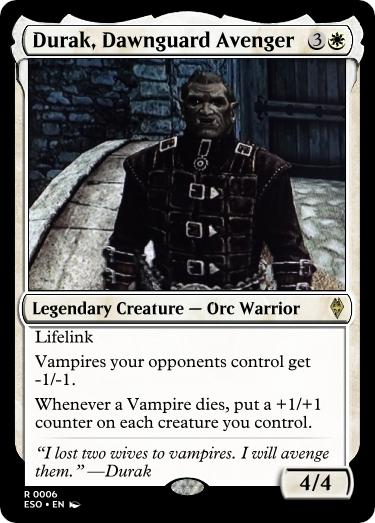 Durak, Dawnguard Avenger 3
Legendary Creature — Orc Warrior
Lifelink
Vampires your opponents control get
-1/-1.
Whenever a Vampire dies, put a +1/+1
counter on each creature you control.
“I lost two wives to vampires. I will avenge
them.” —Durak
4/4
R 0006
ESO • EN